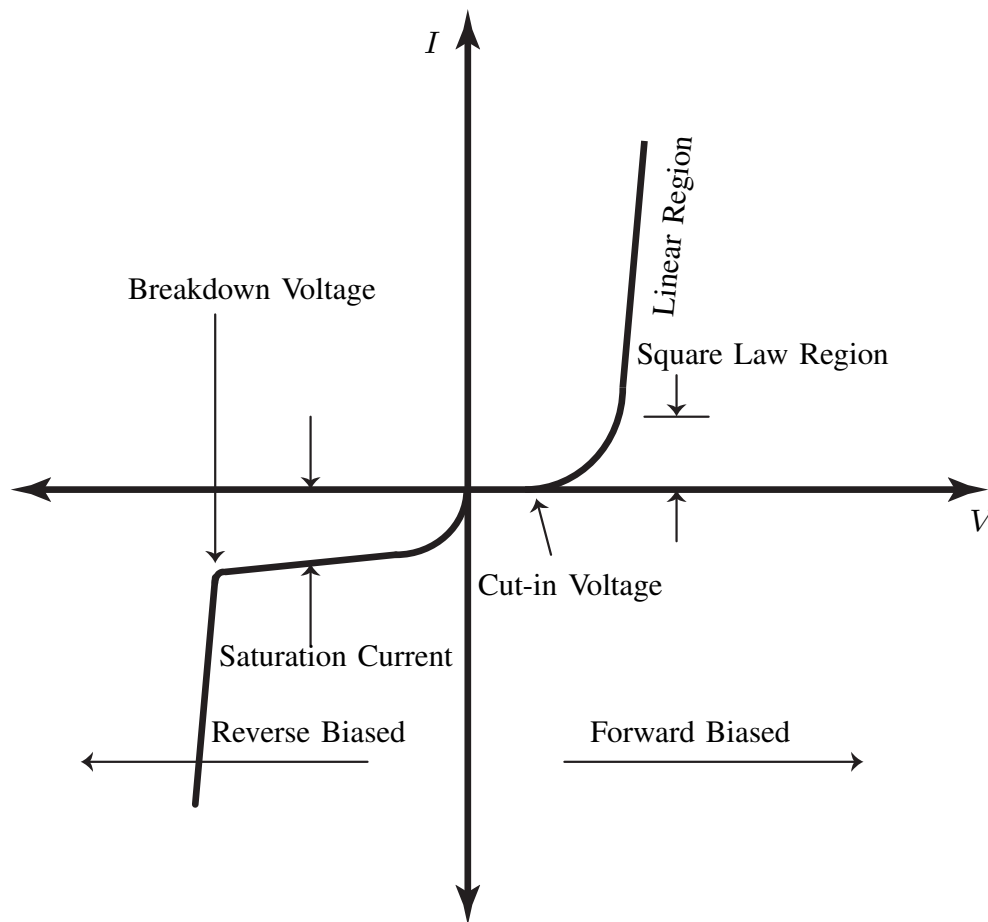 I
Linear Region
Breakdown Voltage
Square Law Region
V
Cut-in Voltage
Saturation Current
Reverse Biased
Forward Biased